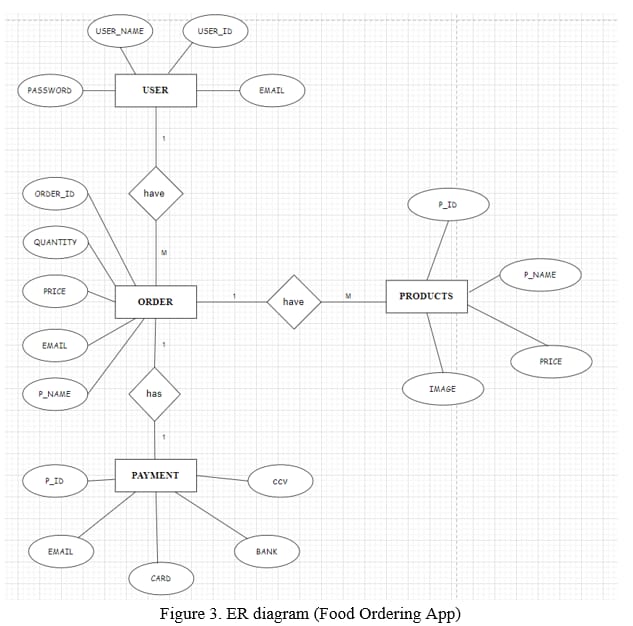 USER_NAME
USER_ID
PASSWORD
USER
EMAIL
1
have
M
ORDER_ID
QUANTITY
PRICE
ORDER
EMAIL
P_NAME
1
have
M
PRODUCTS
P_ID
P_NAME
PRICE
IMAGE
1
has
1
PAYMENT
P_ID
CCV
EMAIL
BANK
CARD
Figure 3. ER diagram (Food Ordering App)